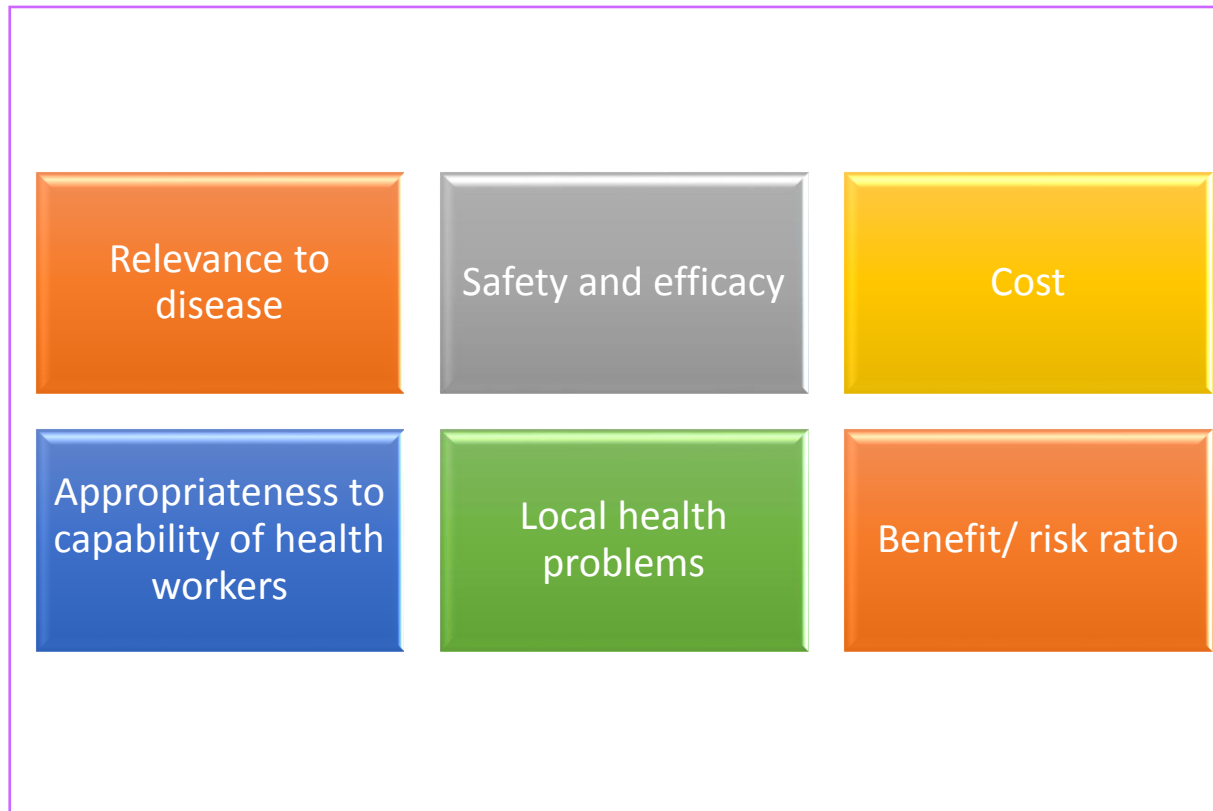 Relevance to
disease
Safety and efficacy
Cost
Appropriateness to
capability of health
workers
Local health
problems
Benefit/ risk ratio